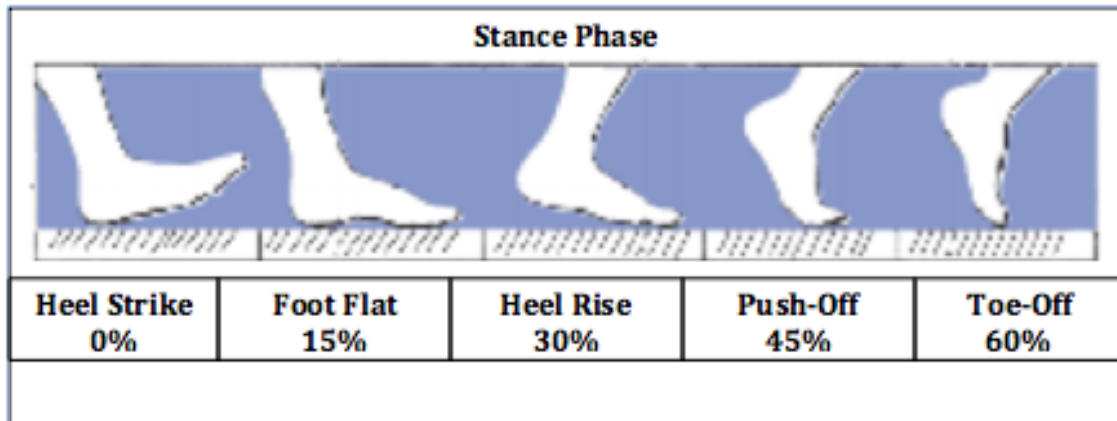 Stance Phase
Heel Strike
0%
Foot Flat
15%
Heel Rise
30%
Push-Off
45%
Toe-Off
60%